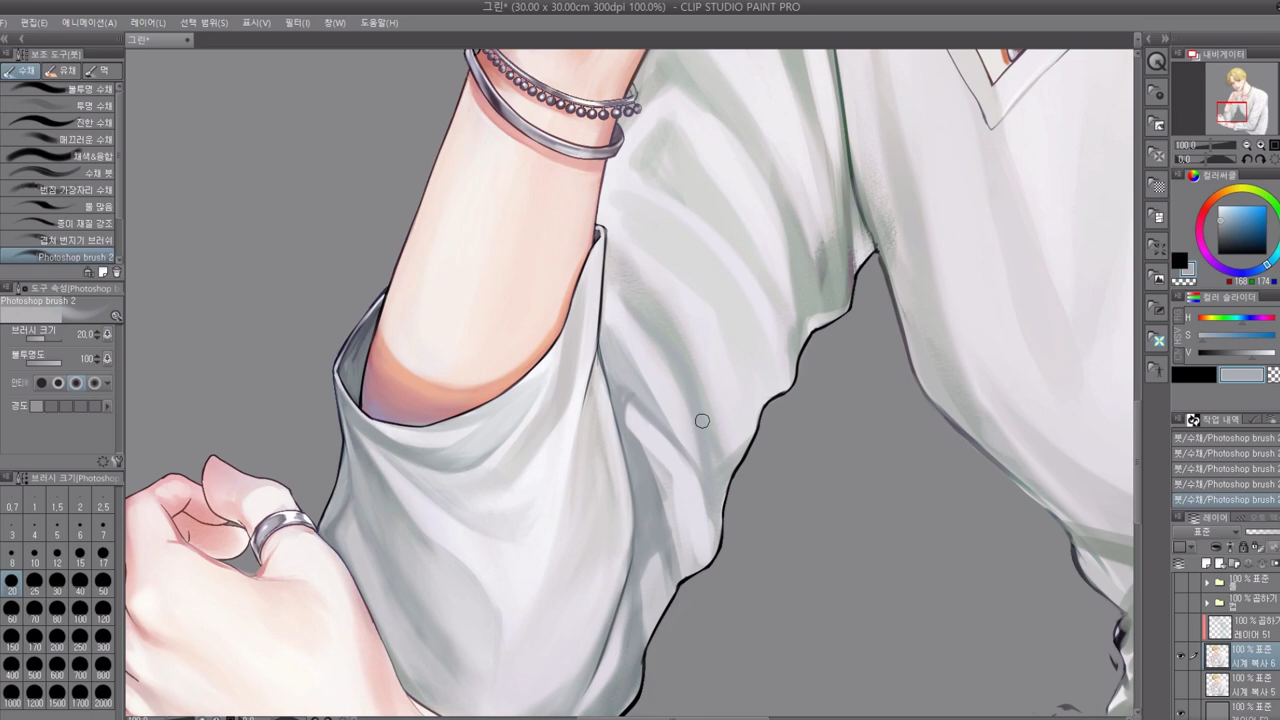 그린* (30.00 x 30.00cm 300dpi 100.0%) - CLIP STUDIO PAINT PRO
F) 편집(E) 애니메이션(A) 레이어(L) 선택 범위(S) 표시(V) 필터(I) 창(W) 도움말(H)
보조 도구(붓)
그린*
내비게이터
수채 유채 먹
불투명 수채
투명 수채
진한 수채
매끄러운 수채
채색&융합
수채 붓
번짐 가장자리 수채
물 많음
종이 재질 강조
Photoshop brush 2
도구 속성(Photoshop b
Photoshop brush 2
브러시 크기 20.0
불투명도 100
경도
브러시 크기(Photoshop
0.7 1 1.5 2 2.5
3 4 5 6 7
8 10 12 15 17
20 25 30 40 50
60 70 80 100 120
150 170 200 250 300
400 500 600 700 800
1000 1200 1500 1700 2000
100.0
0.0
컬러써클
168 174
컬러 슬라이더
H
S
V
작업 내역
붓/수채/Photoshop brush 2
붓/수채/Photoshop brush 2
붓/수채/Photoshop brush 2
붓/수채/Photoshop brush 2
붓/수채/Photoshop brush 2
레이어
표준
100 % 표준
100 % 곱하기
컵
100 % 곱하기
레이어 51
100 % 표준
시계 복사 6
100 % 표준
시계 복사 5
100 % 표준